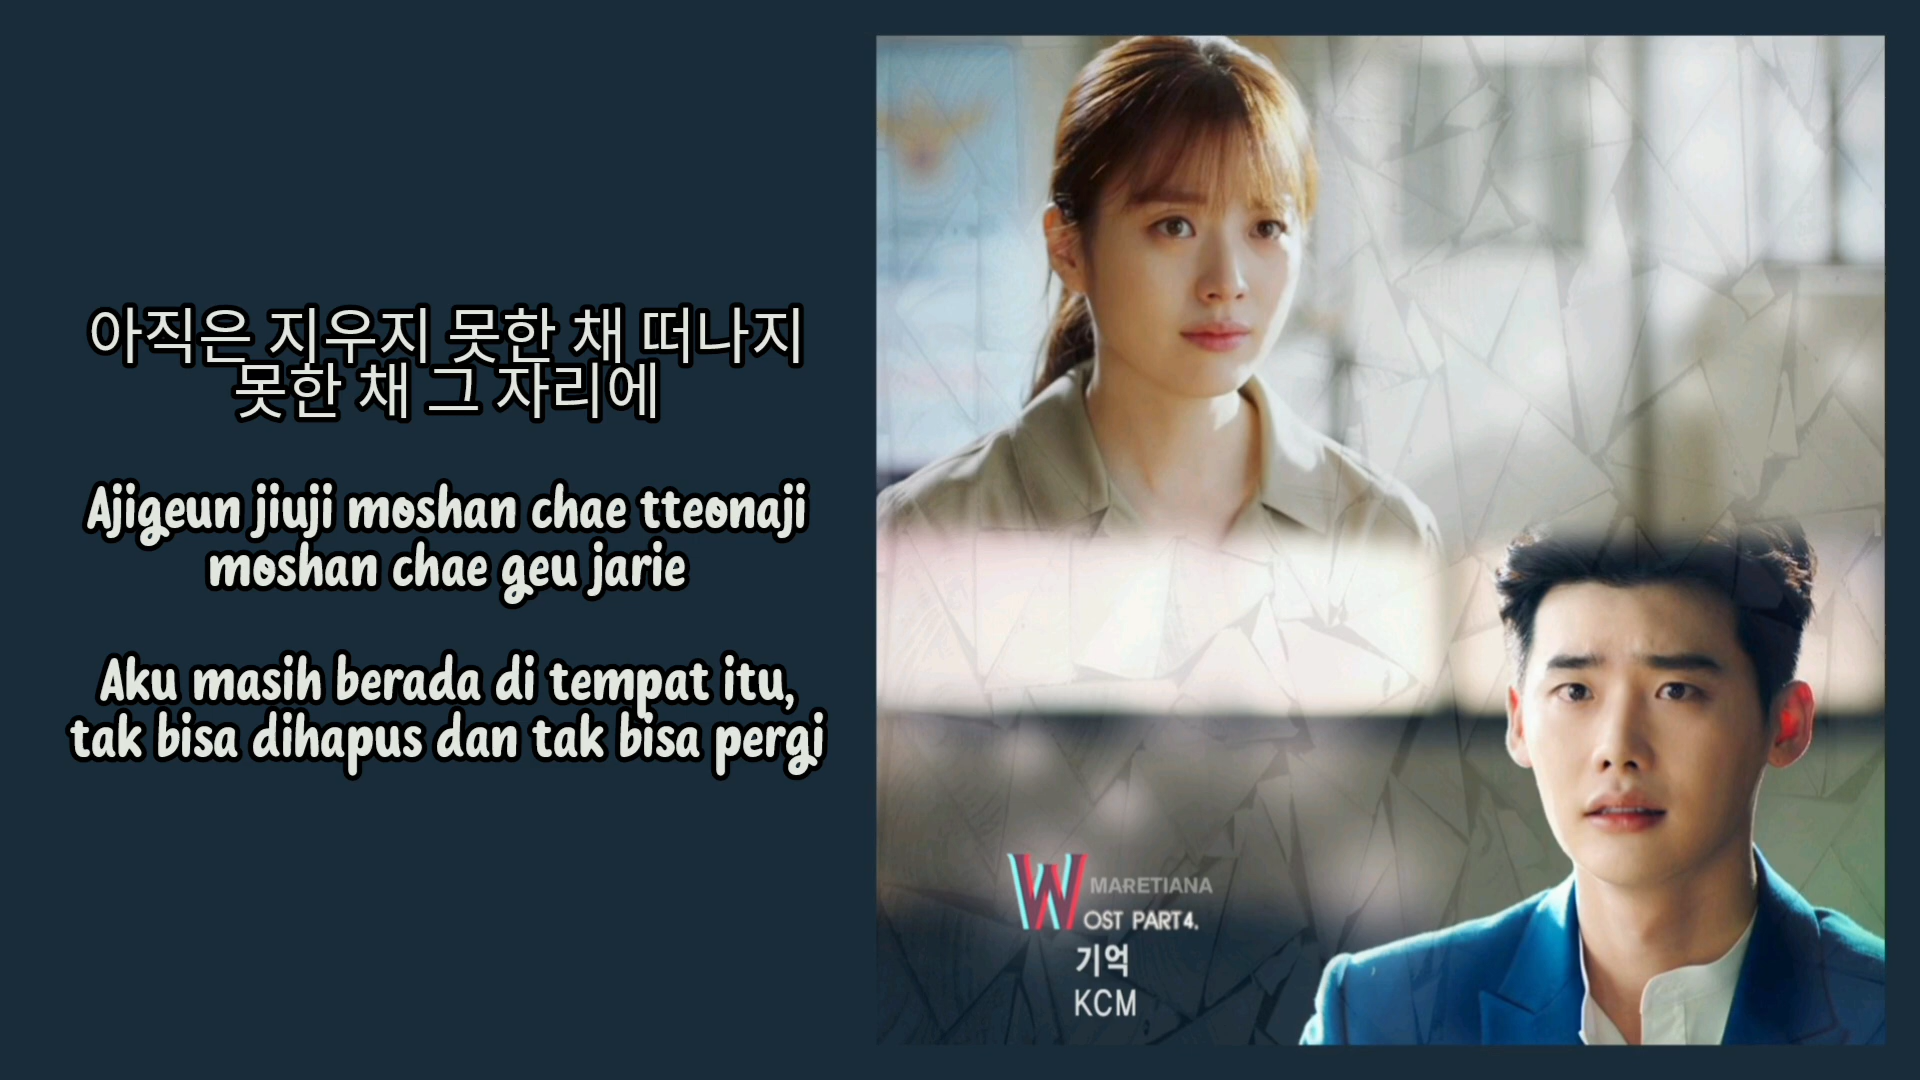 아직은 지우지 못한 채 떠나지
못한 채 그 자리에
Ajigeun jiuji moshan chae tteonaji
moshan chae geu jarie
Aku masih berada di tempat itu,
tak bisa dihapus dan tak bisa pergi
W MARETIANA
OST PART4.
기억
KCM